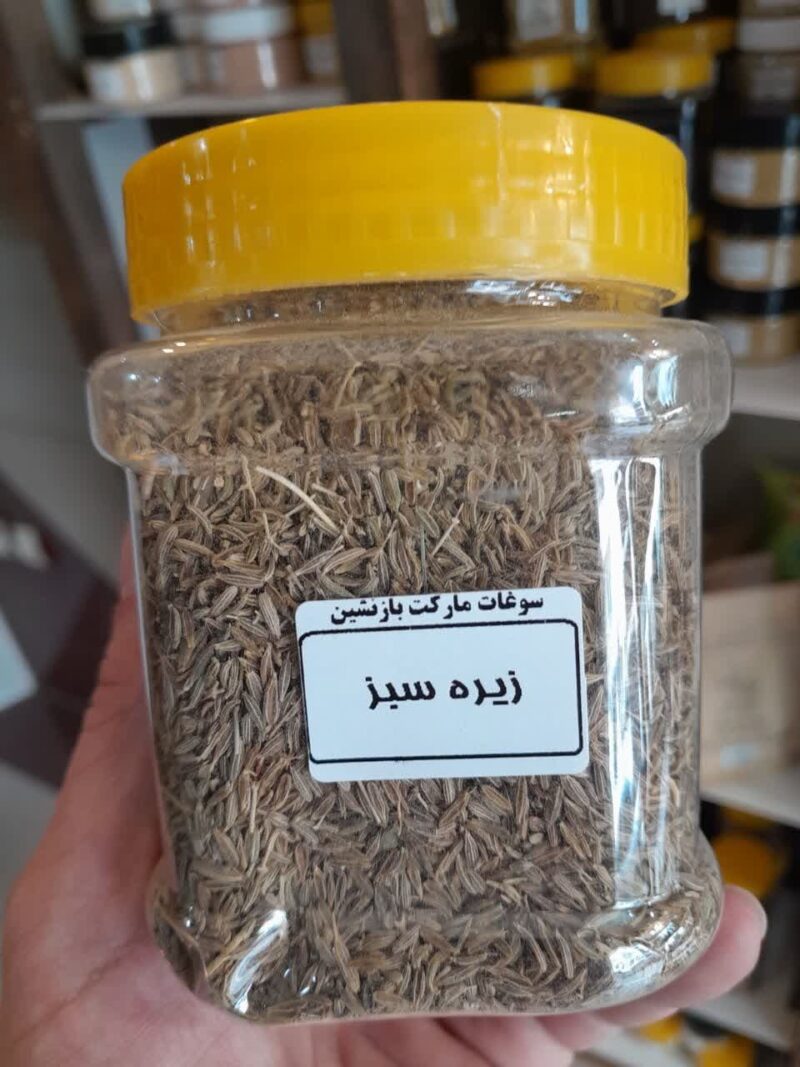 سوغات مارکت بازنشین
زیره سبز